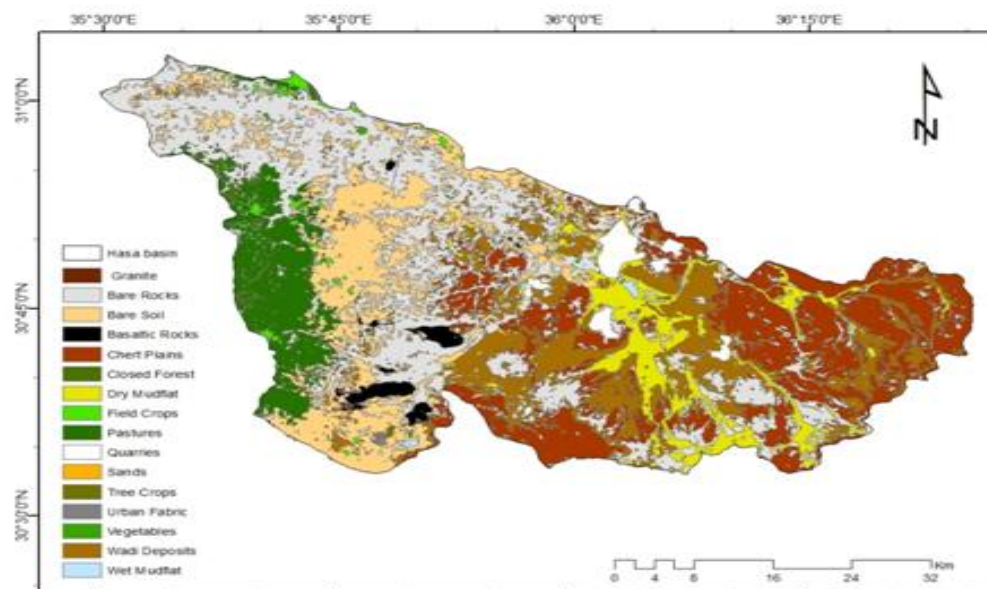 35°30'0"E 35°45'0"E 36°0'0"E 36°15'0"E
31°0'0"N
30°45'0"N
30°30'0"N
N
Hasa basin
Granite
Bare Rocks
Bare Soil
Basaltic Rocks
Chert Plains
Closed Forest
Dry Mudflat
Field Crops
Pastures
Quarries
Sands
Tree Crops
Urban Fabric
Vegetables
Wadi Deposits
Wet Mudflat
Km
0 4 8 16 24 32